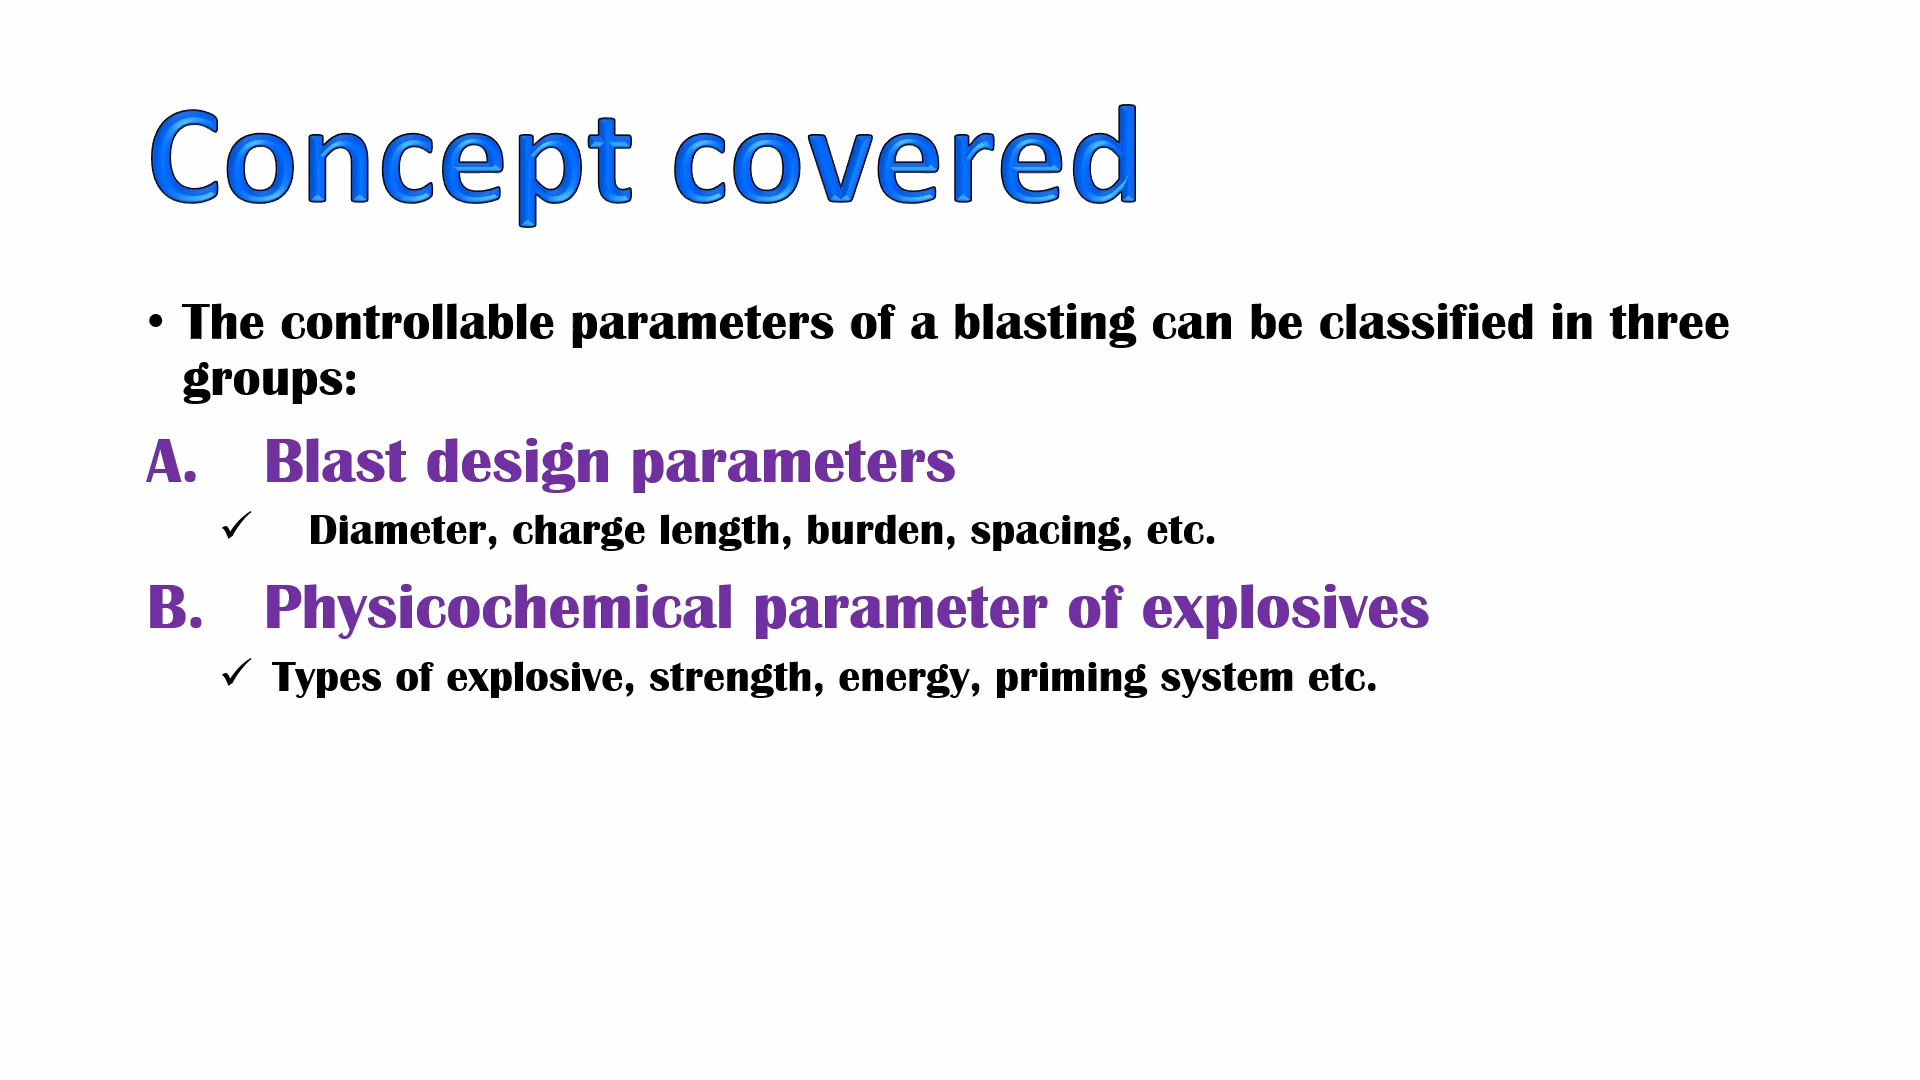 Concept covered
• The controllable parameters of a blasting can be classified in three
groups:
A. Blast design parameters
✓ Diameter, charge length, burden, spacing, etc.
B. Physicochemical parameter of explosives
✓ Types of explosive, strength, energy, priming system etc.